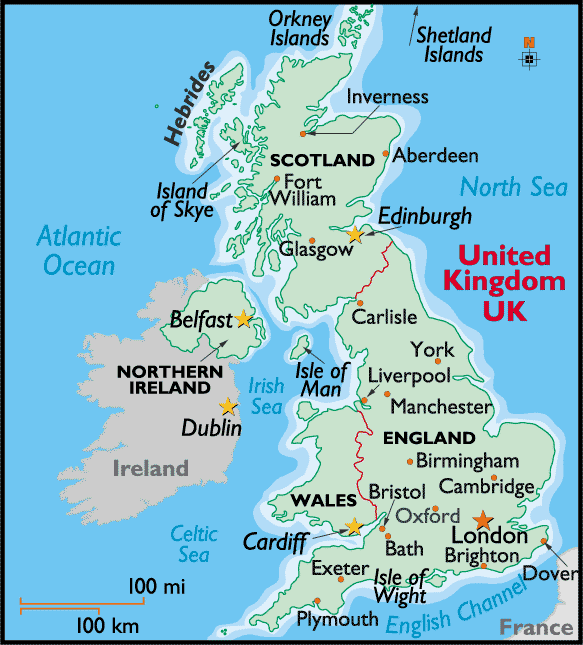 Orkney
Islands
Shetland
Islands
N
Hebrides
Inverness
SCOTLAND
Aberdeen
Island
of Skye
Fort
William
North Sea
Edinburgh
Glasgow
Atlantic
Ocean
United
Kingdom
UK
Belfast
Carlisle
NORTHERN
IRELAND
Isle of
Man
York
Liverpool
Irish
Sea
Manchester
Dublin
ENGLAND
Ireland
Birmingham
WALES
Bristol
Cambridge
Oxford
Celtic
Sea
Cardiff
London
Bath
Brighton
Dover
Exeter
Isle of
Wight
100 mi
100 km
Plymouth
English Channel
France